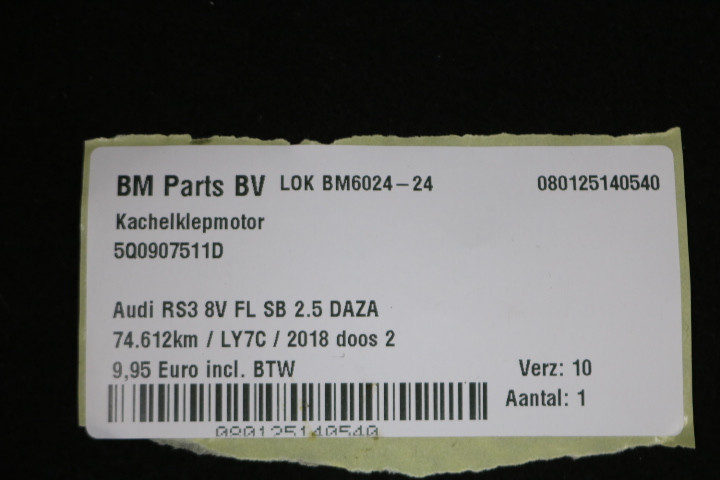 BM Parts BV LOK BM6024-24 080125140540
Kachelklepmotor
5Q0907511D
Audi RS3 8V FL SB 2.5 DAZA
74.612km / LY7C / 2018 doos 2
9,95 Euro incl. BTW Verz: 10
Aantal: 1
080125140540